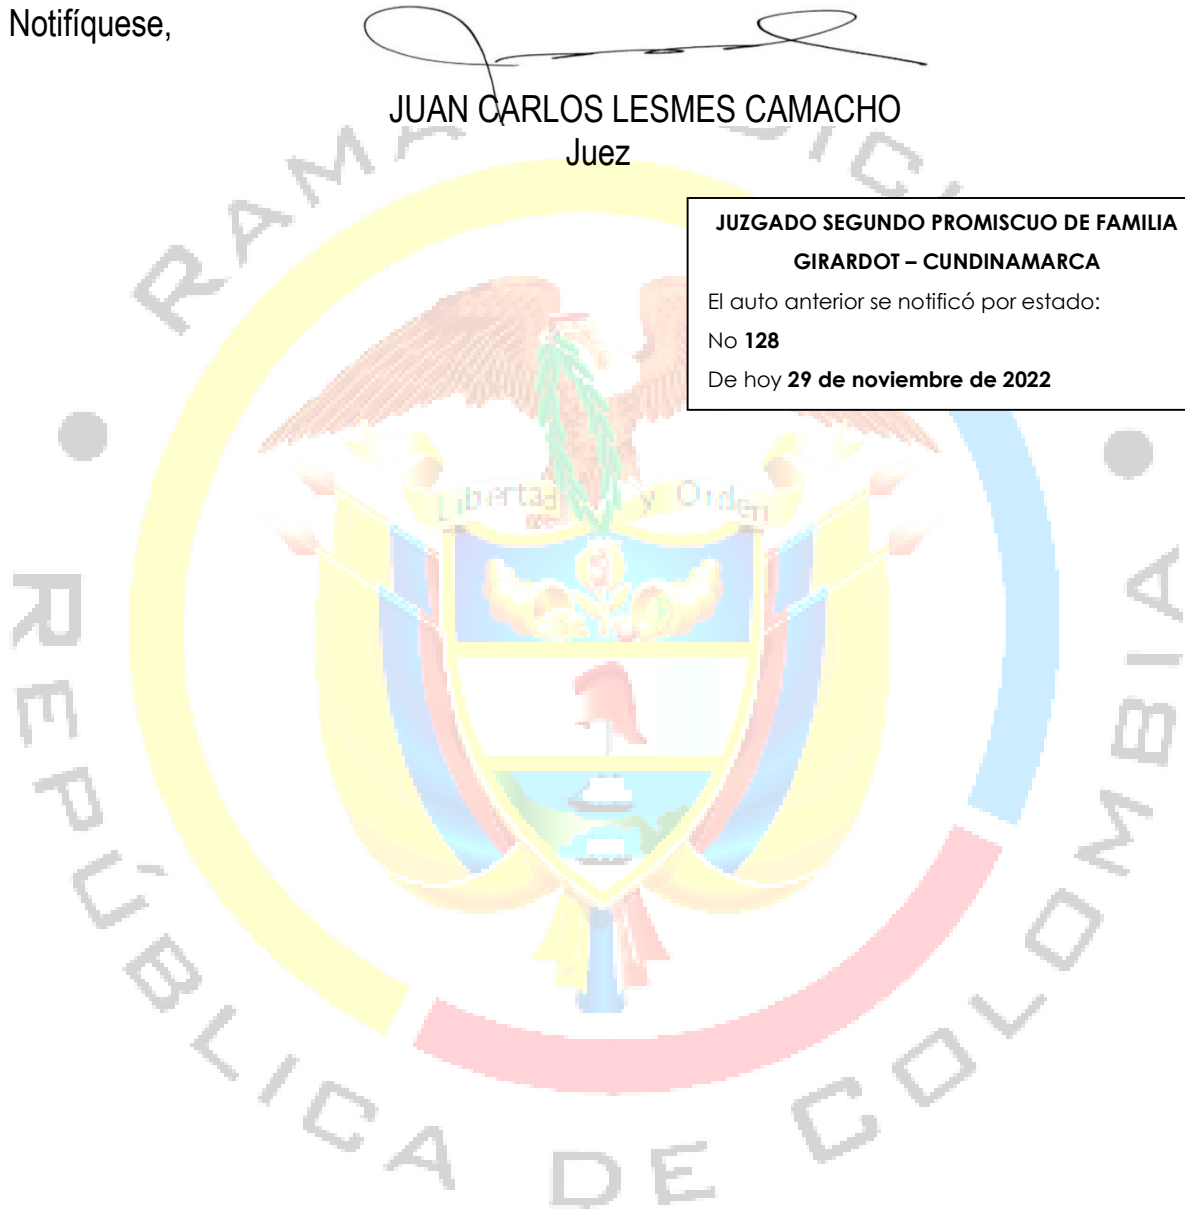 Notifíquese,
JUAN CARLOS LESMES CAMACHO
Juez
JUZGADO SEGUNDO PROMISCUO DE FAMILIA
GIRARDOT – CUNDINAMARCA
El auto anterior se notificó por estado:
No 128
De hoy 29 de noviembre de 2022
RAMA
Libertad y Orden
REPÚBLICA DE COLOMBIA